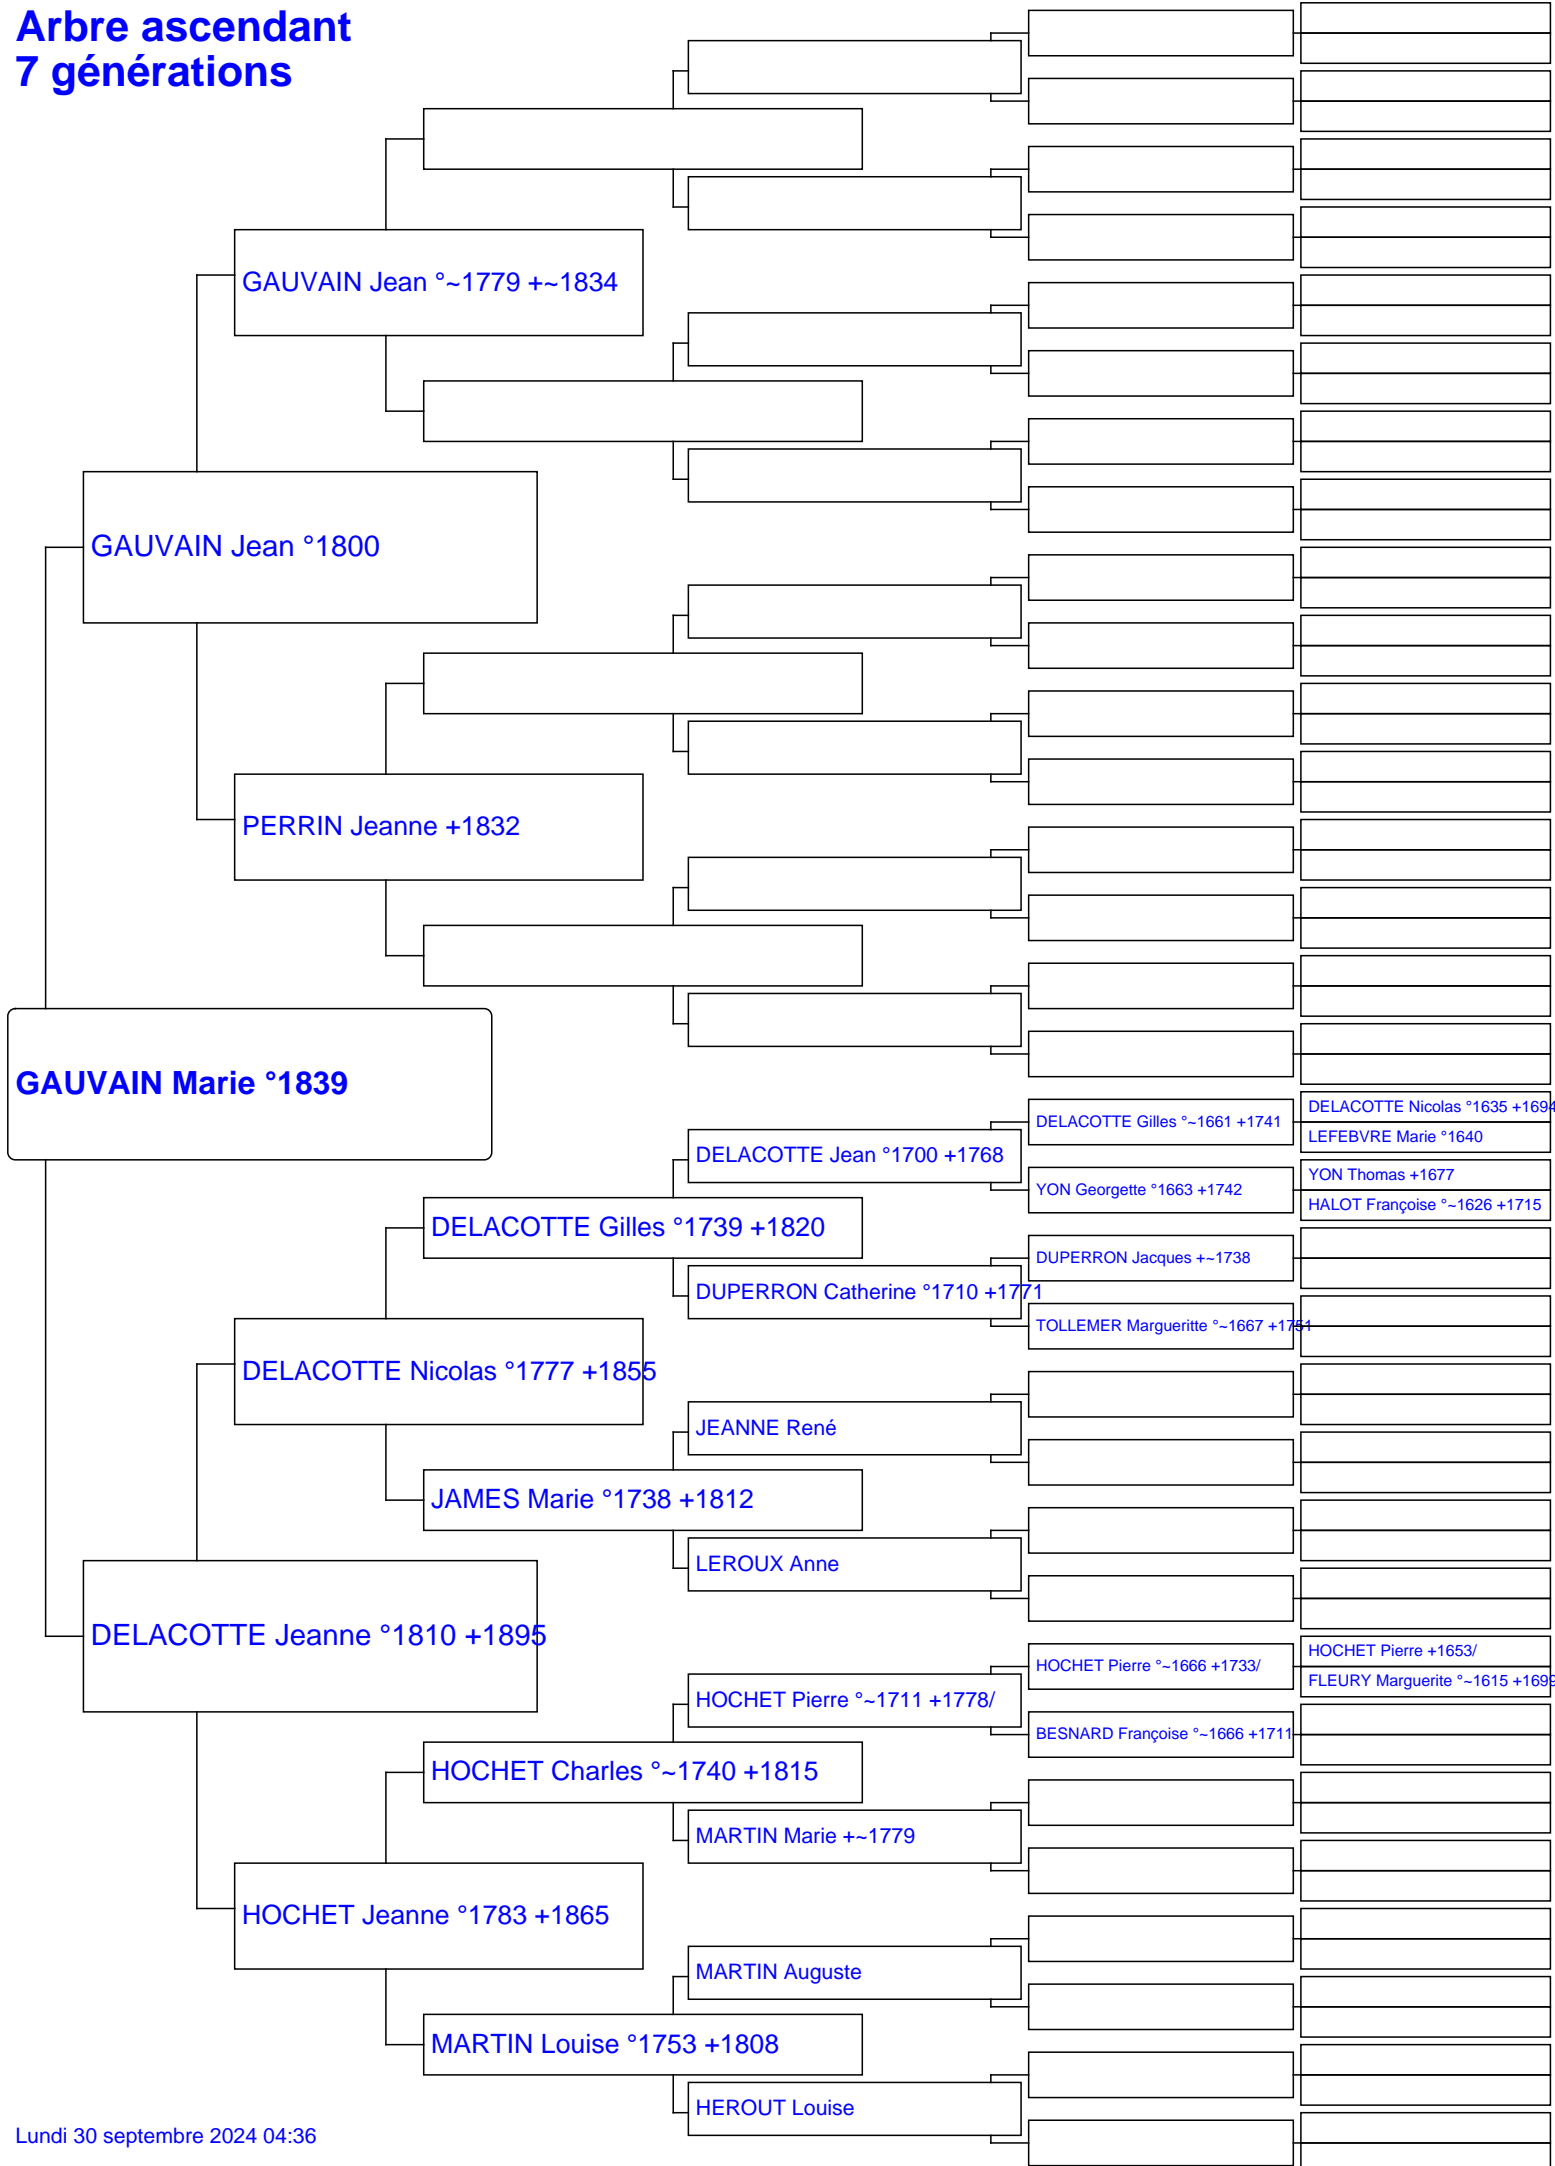 Arbre ascendant
7 générations
GAUVAIN Jean °~1779 +~1834
GAUVAIN Jean °1800
PERRIN Jeanne +1832
GAUVAIN Marie °1839
DELACOTTE Nicolas °1635 +1694
DELACOTTE Gilles °~1661 +1741
LEFEBVRE Marie °1640
DELACOTTE Jean °1700 +1768
YON Thomas +1677
YON Georgette °1663 +1742
HALOT Françoise °~1626 +1715
DELACOTTE Gilles °1739 +1820
DUPERRON Jacques +~1738
DUPERRON Catherine °1710 +1771
TOLLEMER Margueritte °~1667 +1751
DELACOTTE Nicolas °1777 +1855
JEANNE René
JAMES Marie °1738 +1812
LEROUX Anne
DELACOTTE Jeanne °1810 +1895
HOCHET Pierre +1653/
HOCHET Pierre °~1666 +1733/
FLEURY Marguerite °~1615 +1699
HOCHET Pierre °~1711 +1778/
BESNARD Françoise °~1666 +1711
HOCHET Charles °~1740 +1815
MARTIN Marie +~1779
HOCHET Jeanne °1783 +1865
MARTIN Auguste
MARTIN Louise °1753 +1808
HEROUT Louise
Lundi 30 septembre 2024 04:36